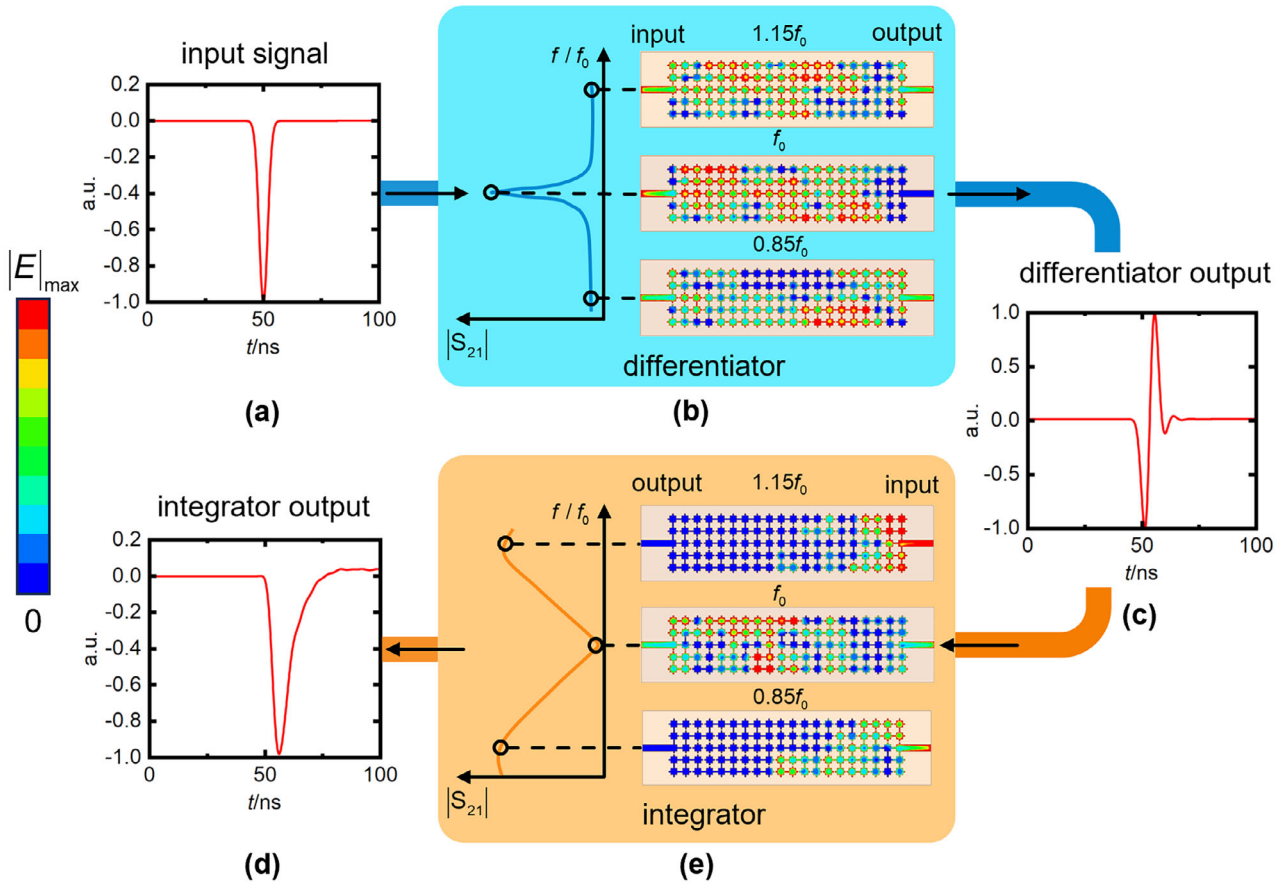 input signal
0.2
0.0
-0.2
-0.4
-0.6
-0.8
-1.0
a.u.
0
50
100
t/ns
(a)
|E|max
0
input
1.15f0
output
f / f0
f0
0.85f0
|S21|
differentiator
(b)
differentiator output
1.0
0.5
0.0
-0.5
-1.0
a.u.
0
50
100
t/ns
(c)
integrator output
0.2
0.0
-0.2
-0.4
-0.6
-0.8
-1.0
a.u.
0
50
100
t/ns
(d)
output
1.15f0
input
f / f0
f0
0.85f0
|S21|
integrator
(e)